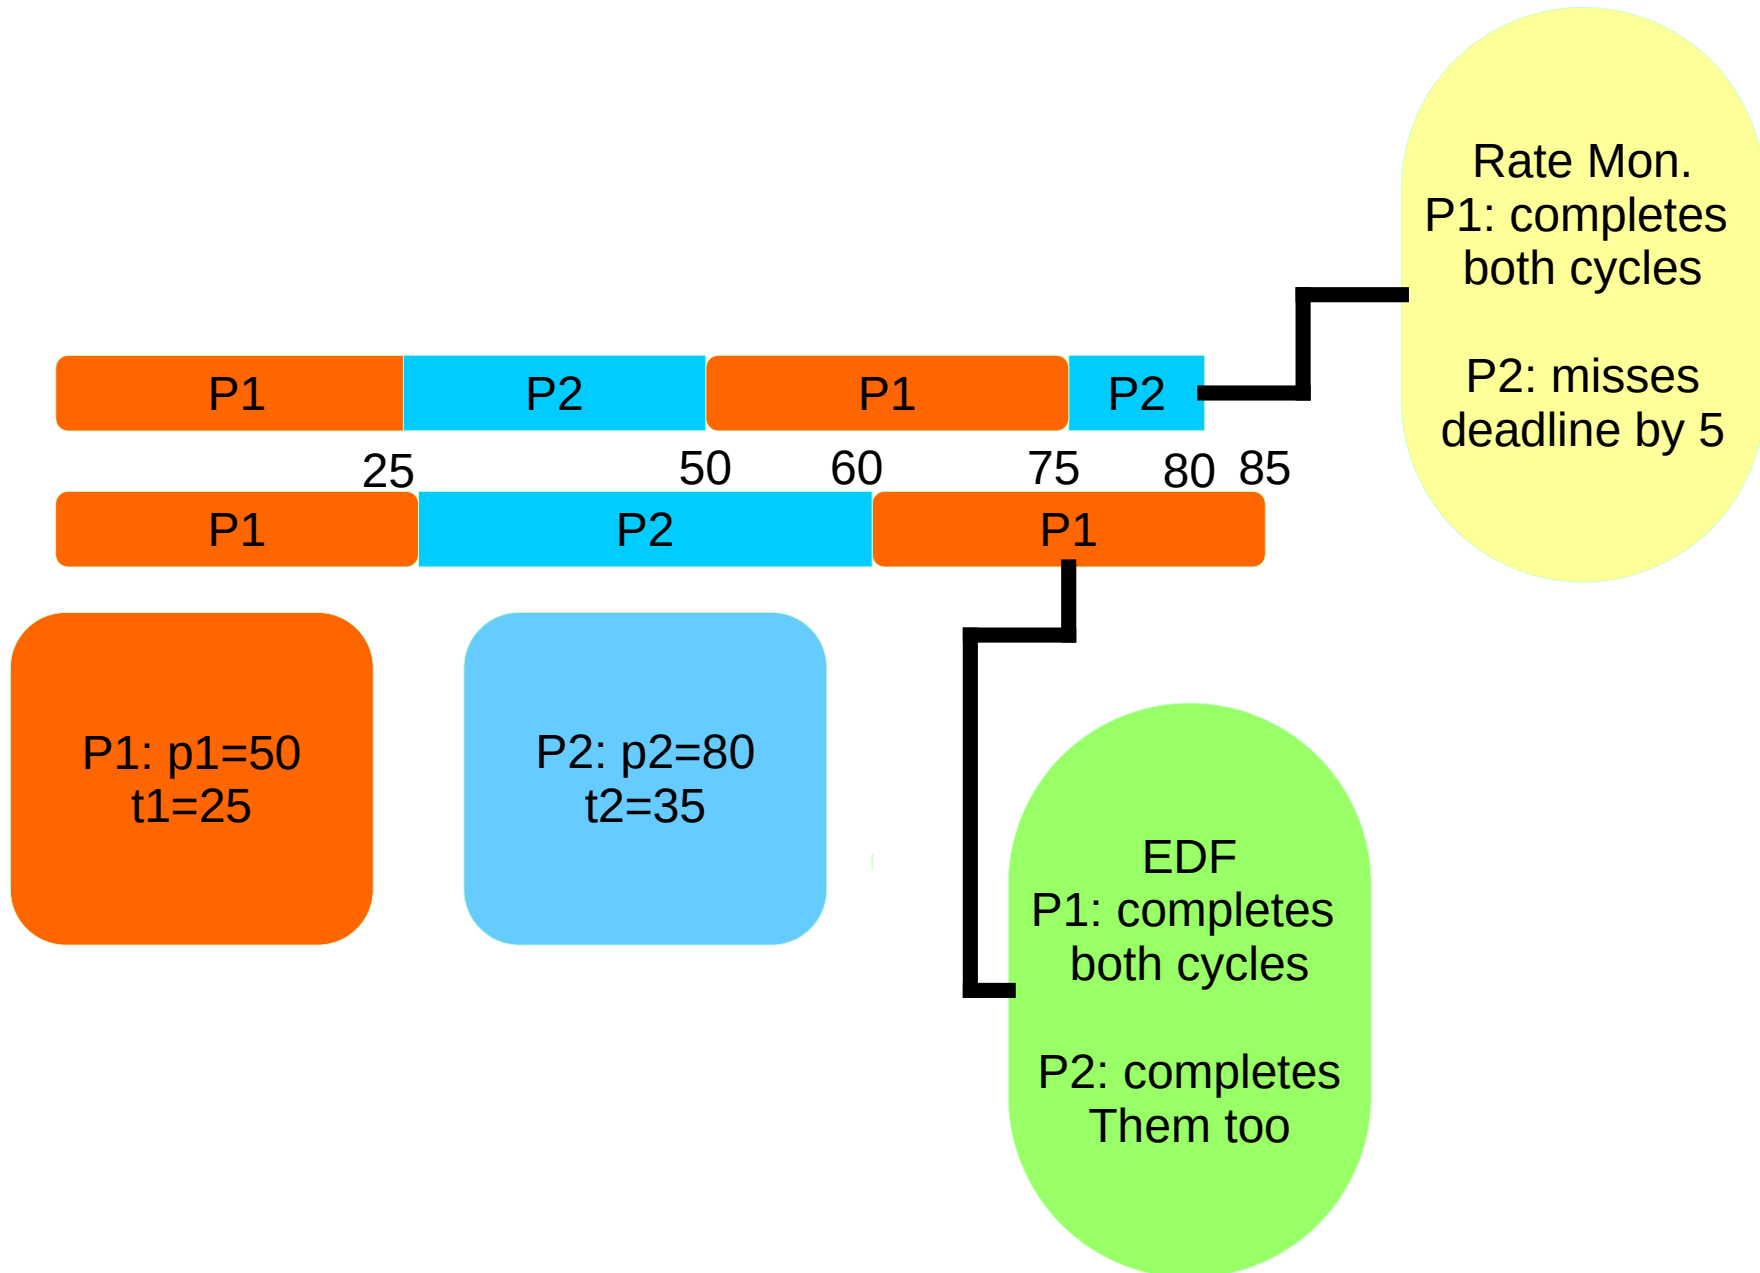 Rate Mon.
P1: completes
both cycles
P2: misses
deadline by 5
P1 P2 P1 P2
25 50 60 75 80 85
P1 P2 P1
P1: p1=50
t1=25
P2: p2=80
t2=35
EDF
P1: completes
both cycles
P2: completes
Them too